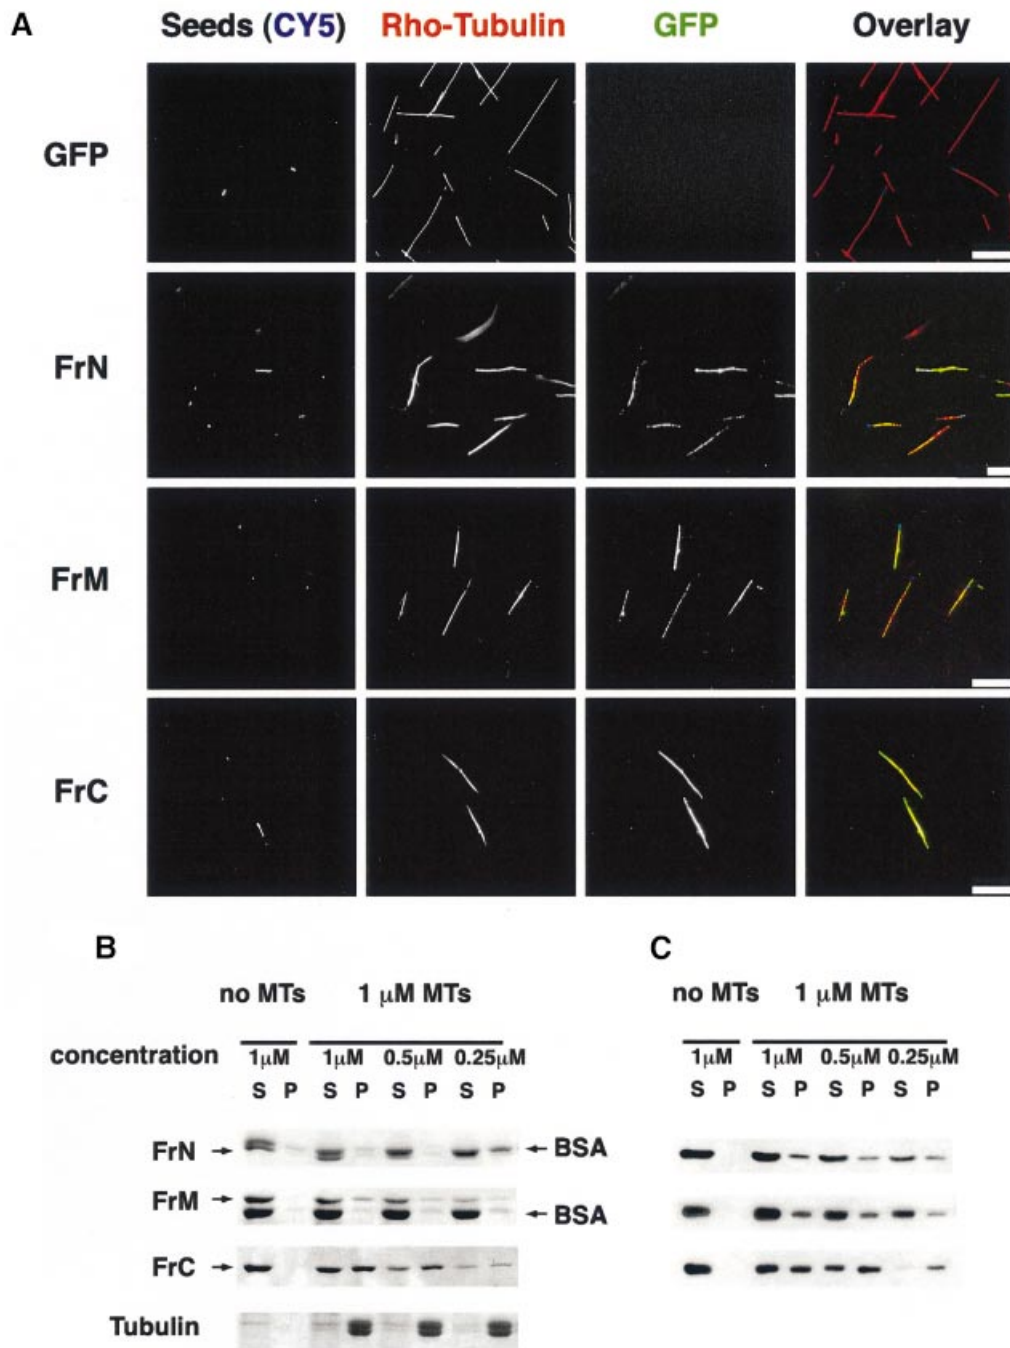 A
Seeds (CY5) Rho-Tubulin GFP Overlay
GFP
FrN
FrM
FrC
B
no MTs 1 μM MTs
concentration 1μM 1μM 0.5μM 0.25μM
S P S P S P S P
FrN BSA
FrM BSA
FrC
Tubulin
C
no MTs 1 μM MTs
1μM 1μM 0.5μM 0.25μM
S P S P S P S P